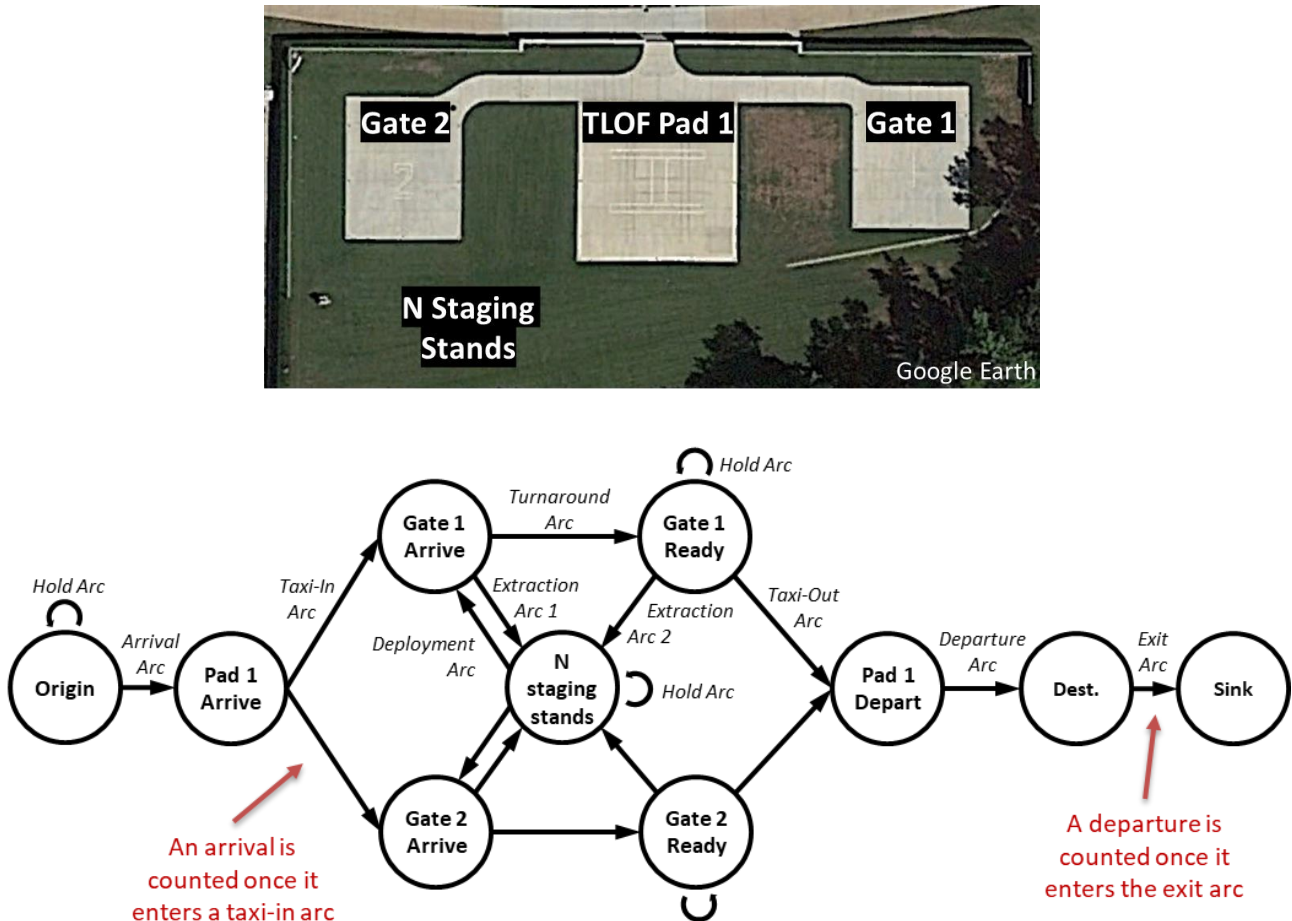 Gate 2
TLOF Pad 1
Gate 1
2
H
1
N Staging
Stands
Google Earth
Hold Arc
Origin
Arrival
Arc
Pad 1
Arrive
Taxi-In
Arc
Gate 1
Arrive
Turnaround
Arc
Hold Arc
Gate 1
Ready
Extraction
Arc 1
Extraction
Arc 2
Deployment
Arc
N
staging
stands
Hold Arc
Taxi-Out
Arc
Pad 1
Depart
Departure
Arc
Dest.
Exit
Arc
Sink
Gate 2
Arrive
Gate 2
Ready
An arrival is
counted once it
enters a taxi-in arc
A departure is
counted once it
enters the exit arc